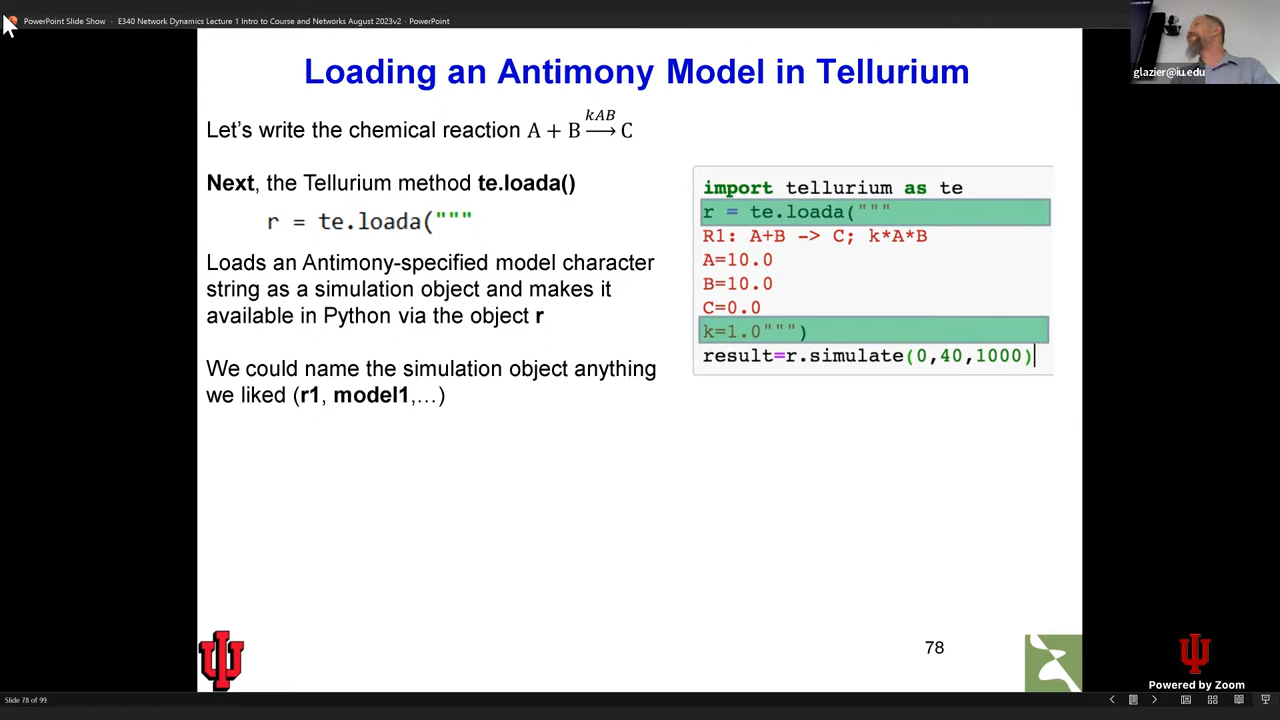 PowerPoint Slide Show - E340 Network Dynamics Lecture 1 Intro to Course and Networks August 2023v2 - PowerPoint
glazier@iu.edu
Loading an Antimony Model in Tellurium
Let's write the chemical reaction A + B kAB → C
Next, the Tellurium method te.loada()
r = te.loada("""
Loads an Antimony-specified model character
string as a simulation object and makes it
available in Python via the object r
We could name the simulation object anything
we liked (r1, model1,…)
import tellurium as te
r = te.loada("""
R1: A+B -> C; k*A*B
A=10.0
B=10.0
C=0.0
k=1.0""")
result=r.simulate(0,40,1000)
78
Powered by Zoom
Slide 78 of 99